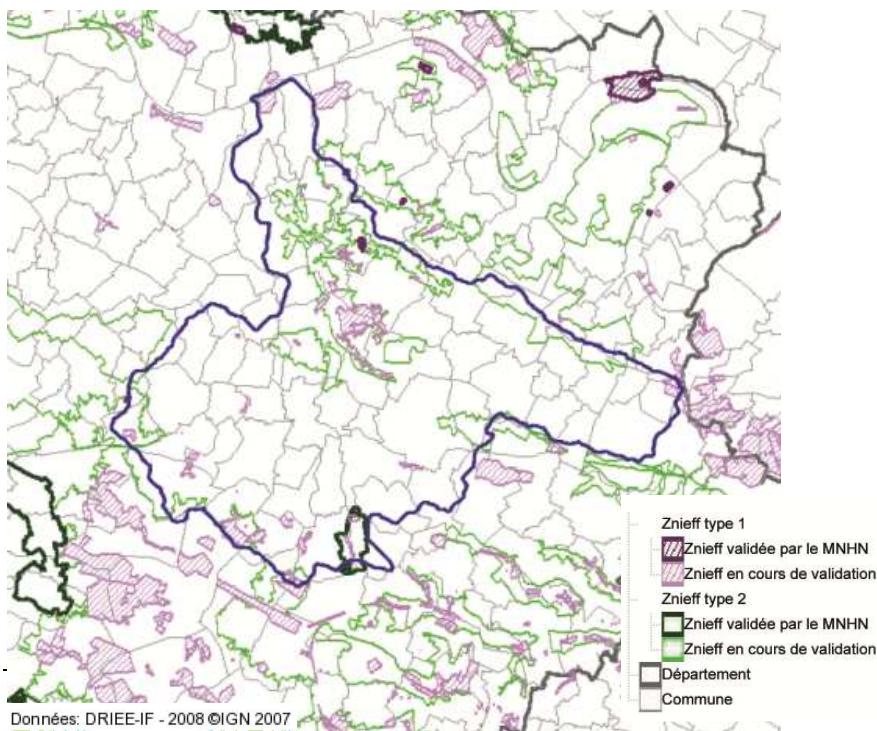 Znieff type 1
Znieff validée par le MNHN
Znieff en cours de validation
Znieff type 2
Znieff validée par le MNHN
Znieff en cours de validation
Département
Commune
Données: DRIEE-IF - 2008 ©IGN 2007